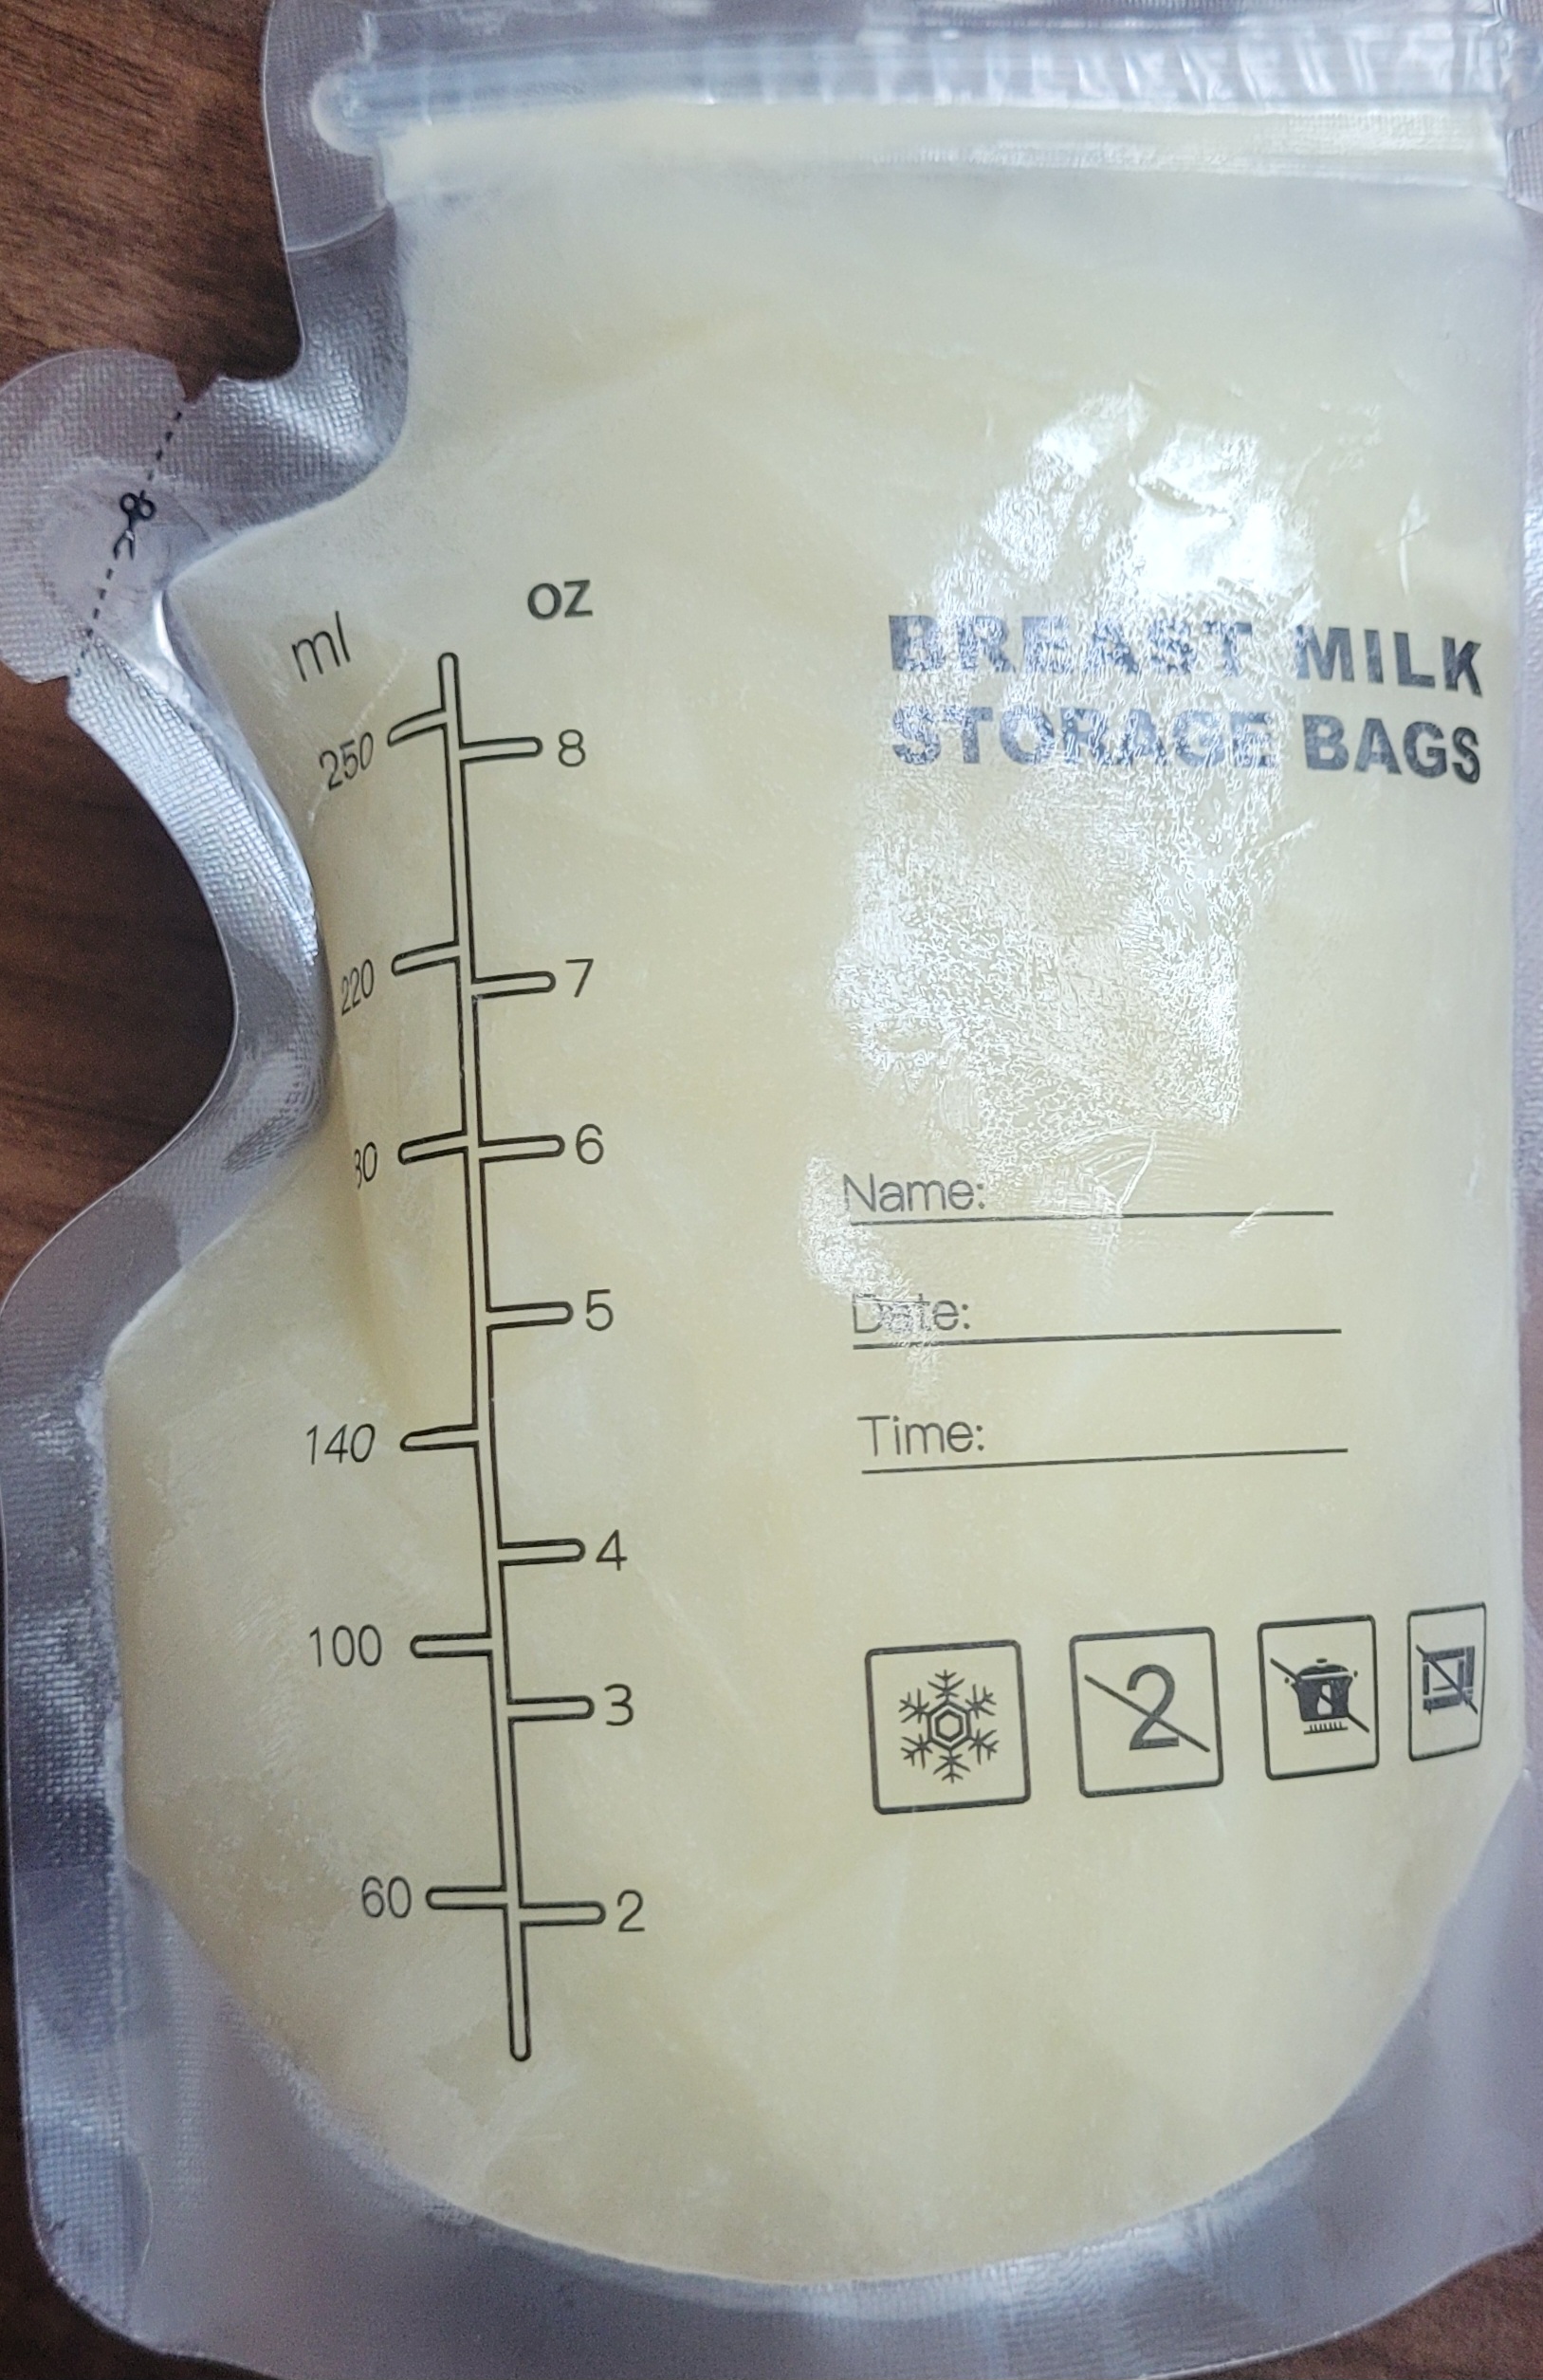 ml oz
250 8
220 7
6
5
140
4
100
3
60 2
BREAST MILK
STORAGE BAGS
Name:
Date:
Time:
2